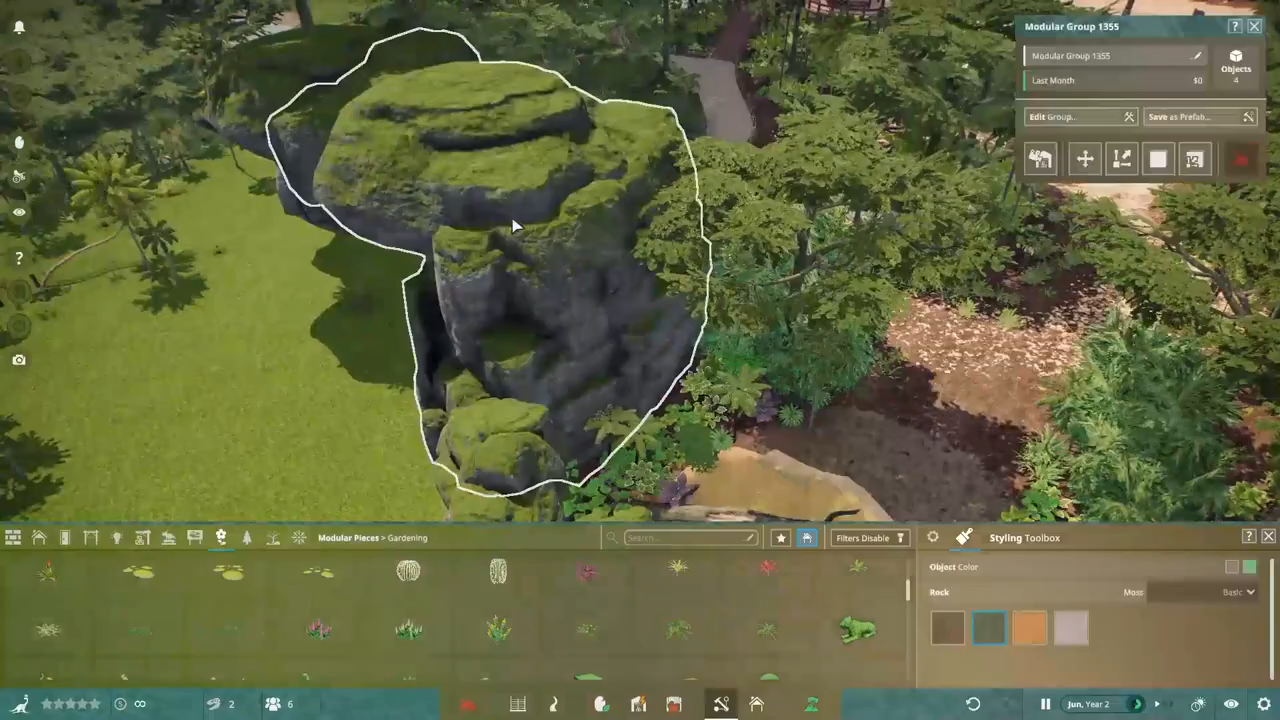 Modular Group 1355
?
Modular Group 1355
Objects
4
Last Month $0
Edit Group...
Save as Prefab...
?
Modular Pieces > Gardening
Search...
Filters Disable
Styling Toolbox
?
Object Color
Rock
Moss
Basic
2
6
Jun, Year 2